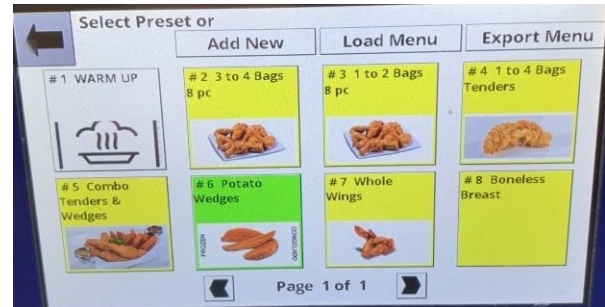 Select Preset or
Add New
Load Menu
Export Menu
#1 WARM UP
#2 3 to 4 Bags
8 pc
#3 1 to 2 Bags
8 pc
#4 1 to 4 Bags
Tenders
#5 Combo
Tenders &
Wedges
#6 Potato
Wedges
FROZEN
CONGELADO
#7 Whole
Wings
#8 Boneless
Breast
Page 1 of 1